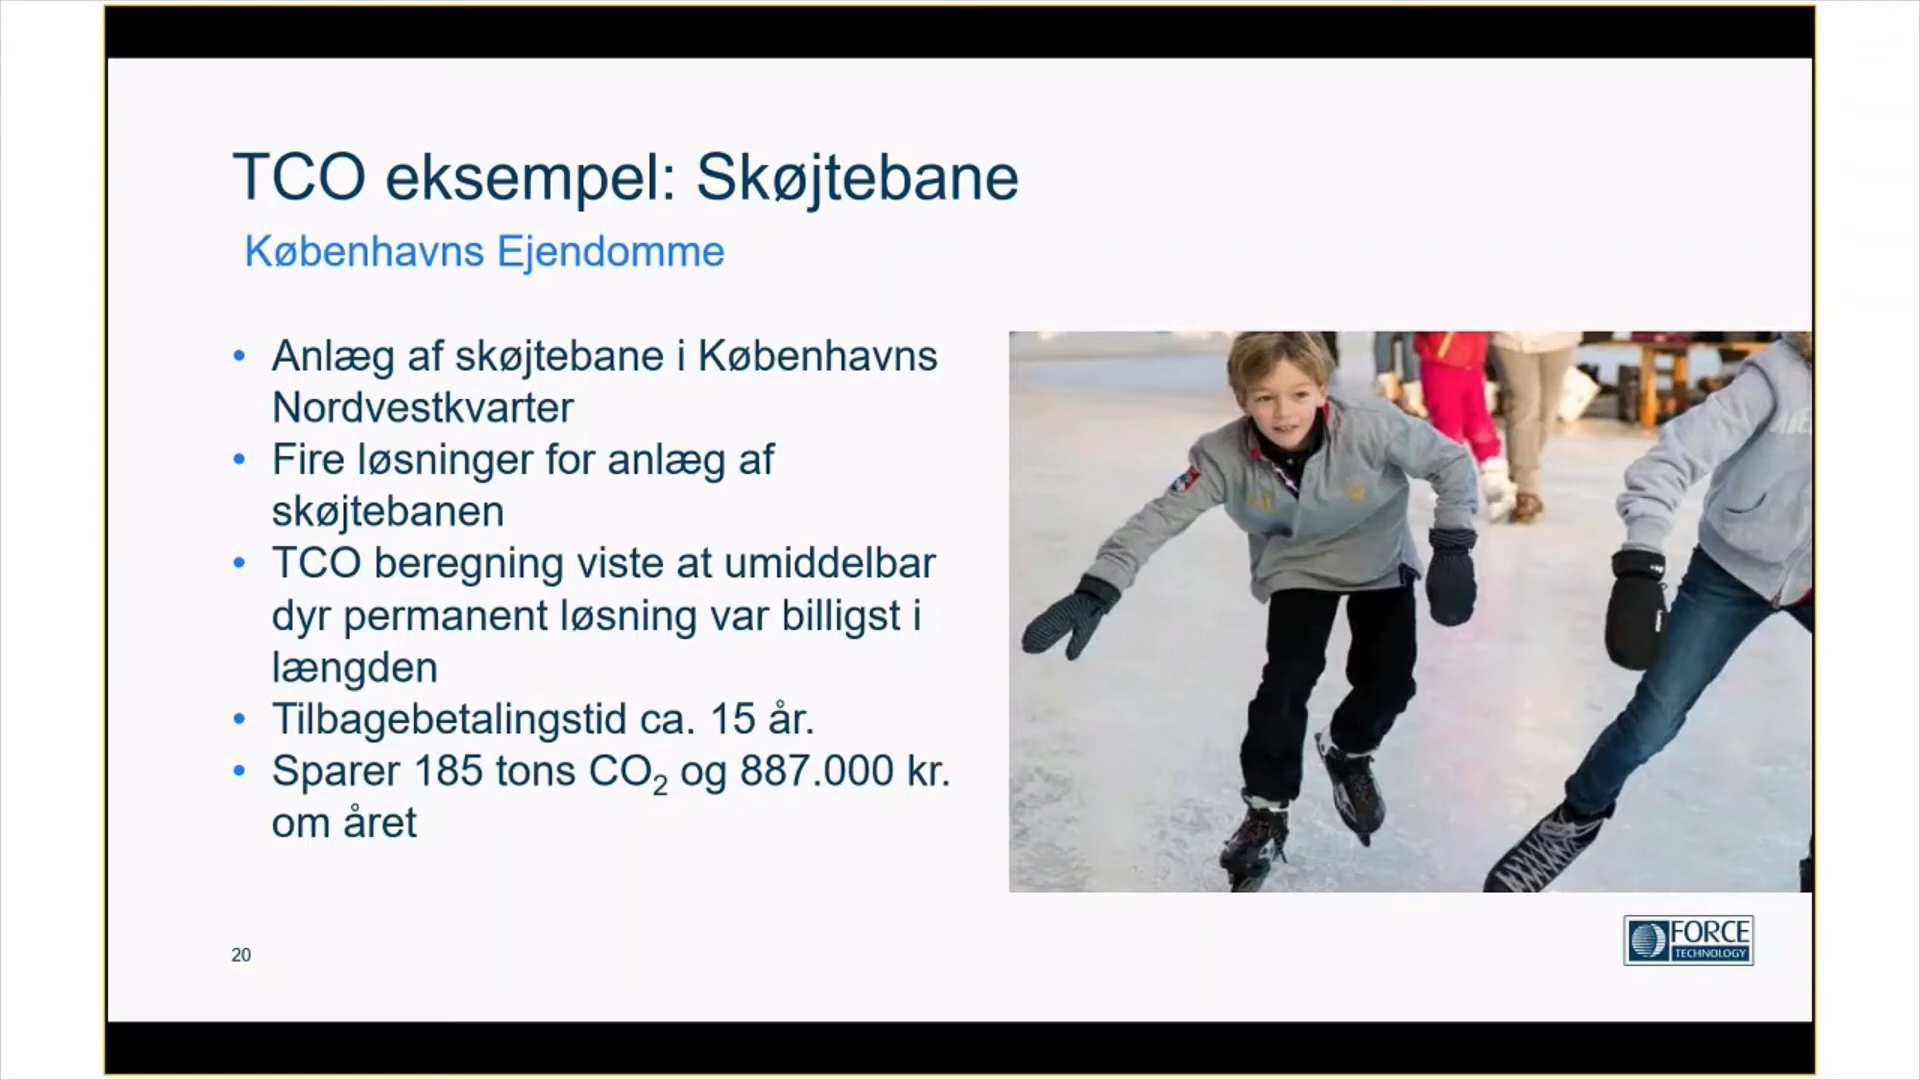 TCO eksempel: Skøjtebane
Københavns Ejendomme
• Anlæg af skøjtebane i Københavns
Nordvestkvarter
• Fire løsninger for anlæg af
skøjtebanen
• TCO beregning viste at umiddelbar
dyr permanent løsning var billigst i
længden
• Tilbagebetalingstid ca. 15 år.
• Sparer 185 tons CO₂ og 887.000 kr.
om året
20
FORCE
TECHNOLOGY